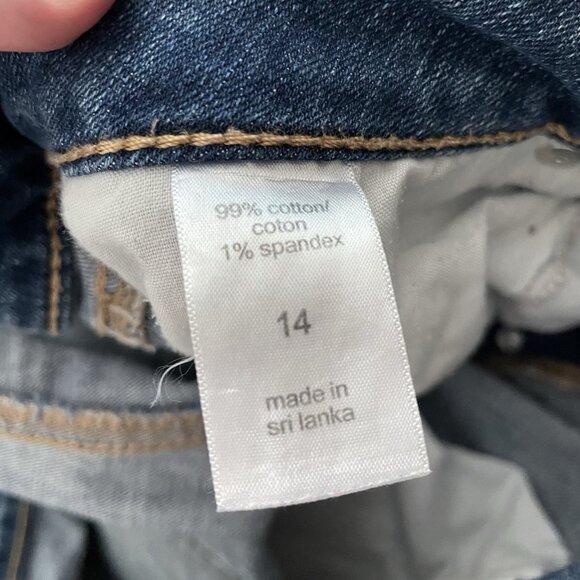 99% cotton/
coton
1% spandex
14
made in
sri lanka